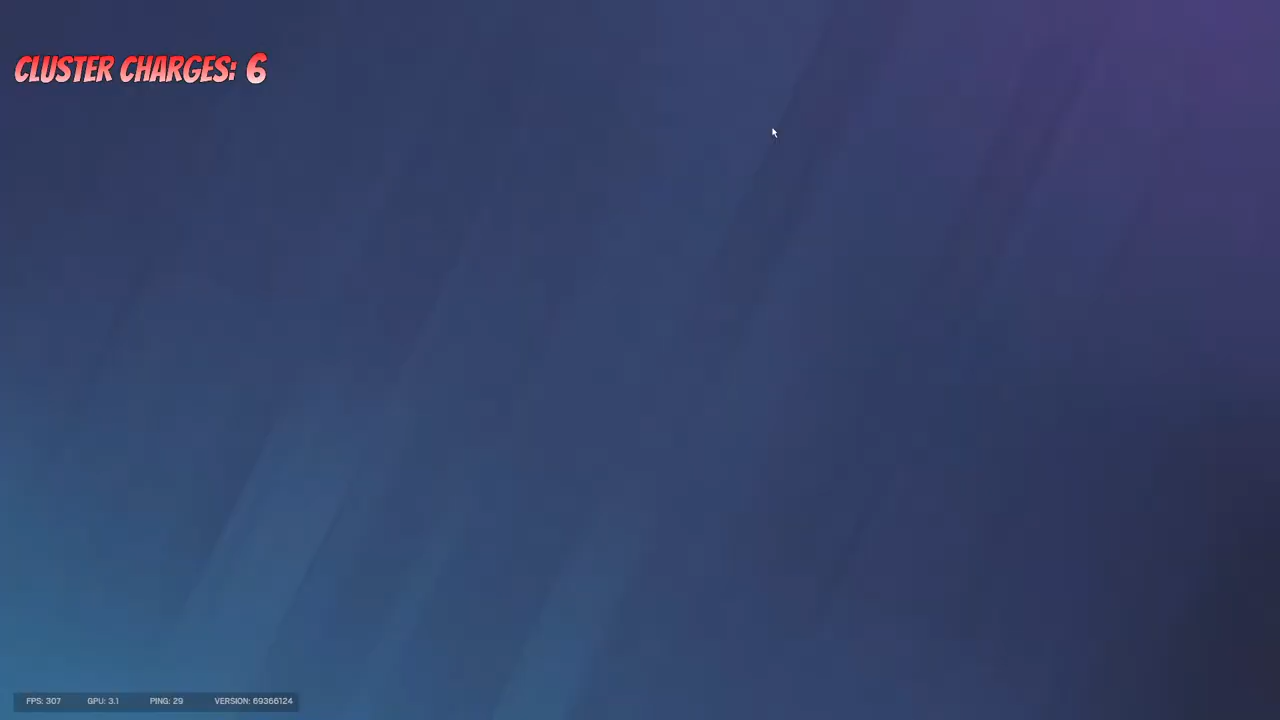 CLUSTER CHARGES: 6
FPS: 307 GPU: 3.1 PING: 29 VERSION: 69366124